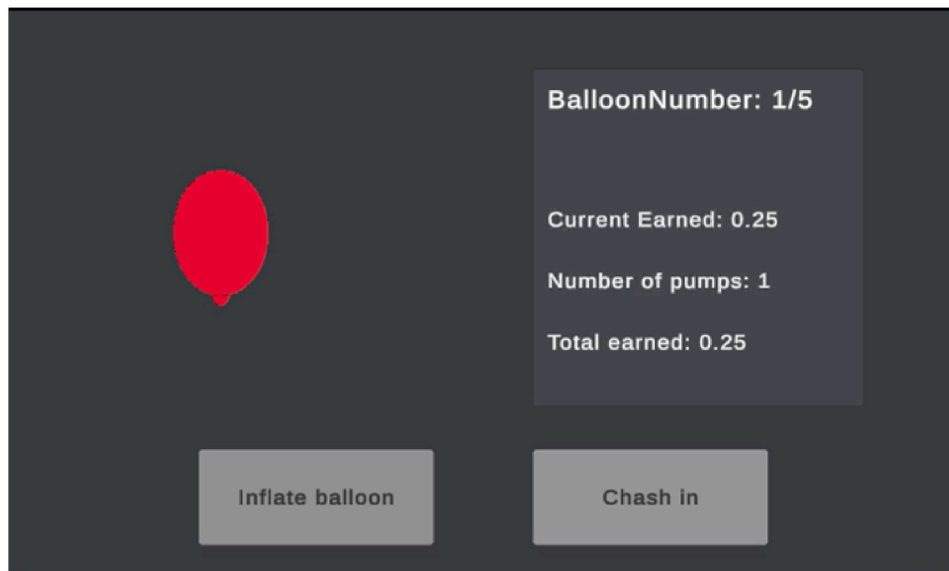 BalloonNumber: 1/5
Current Earned: 0.25
Number of pumps: 1
Total earned: 0.25
Inflate balloon
Chash in